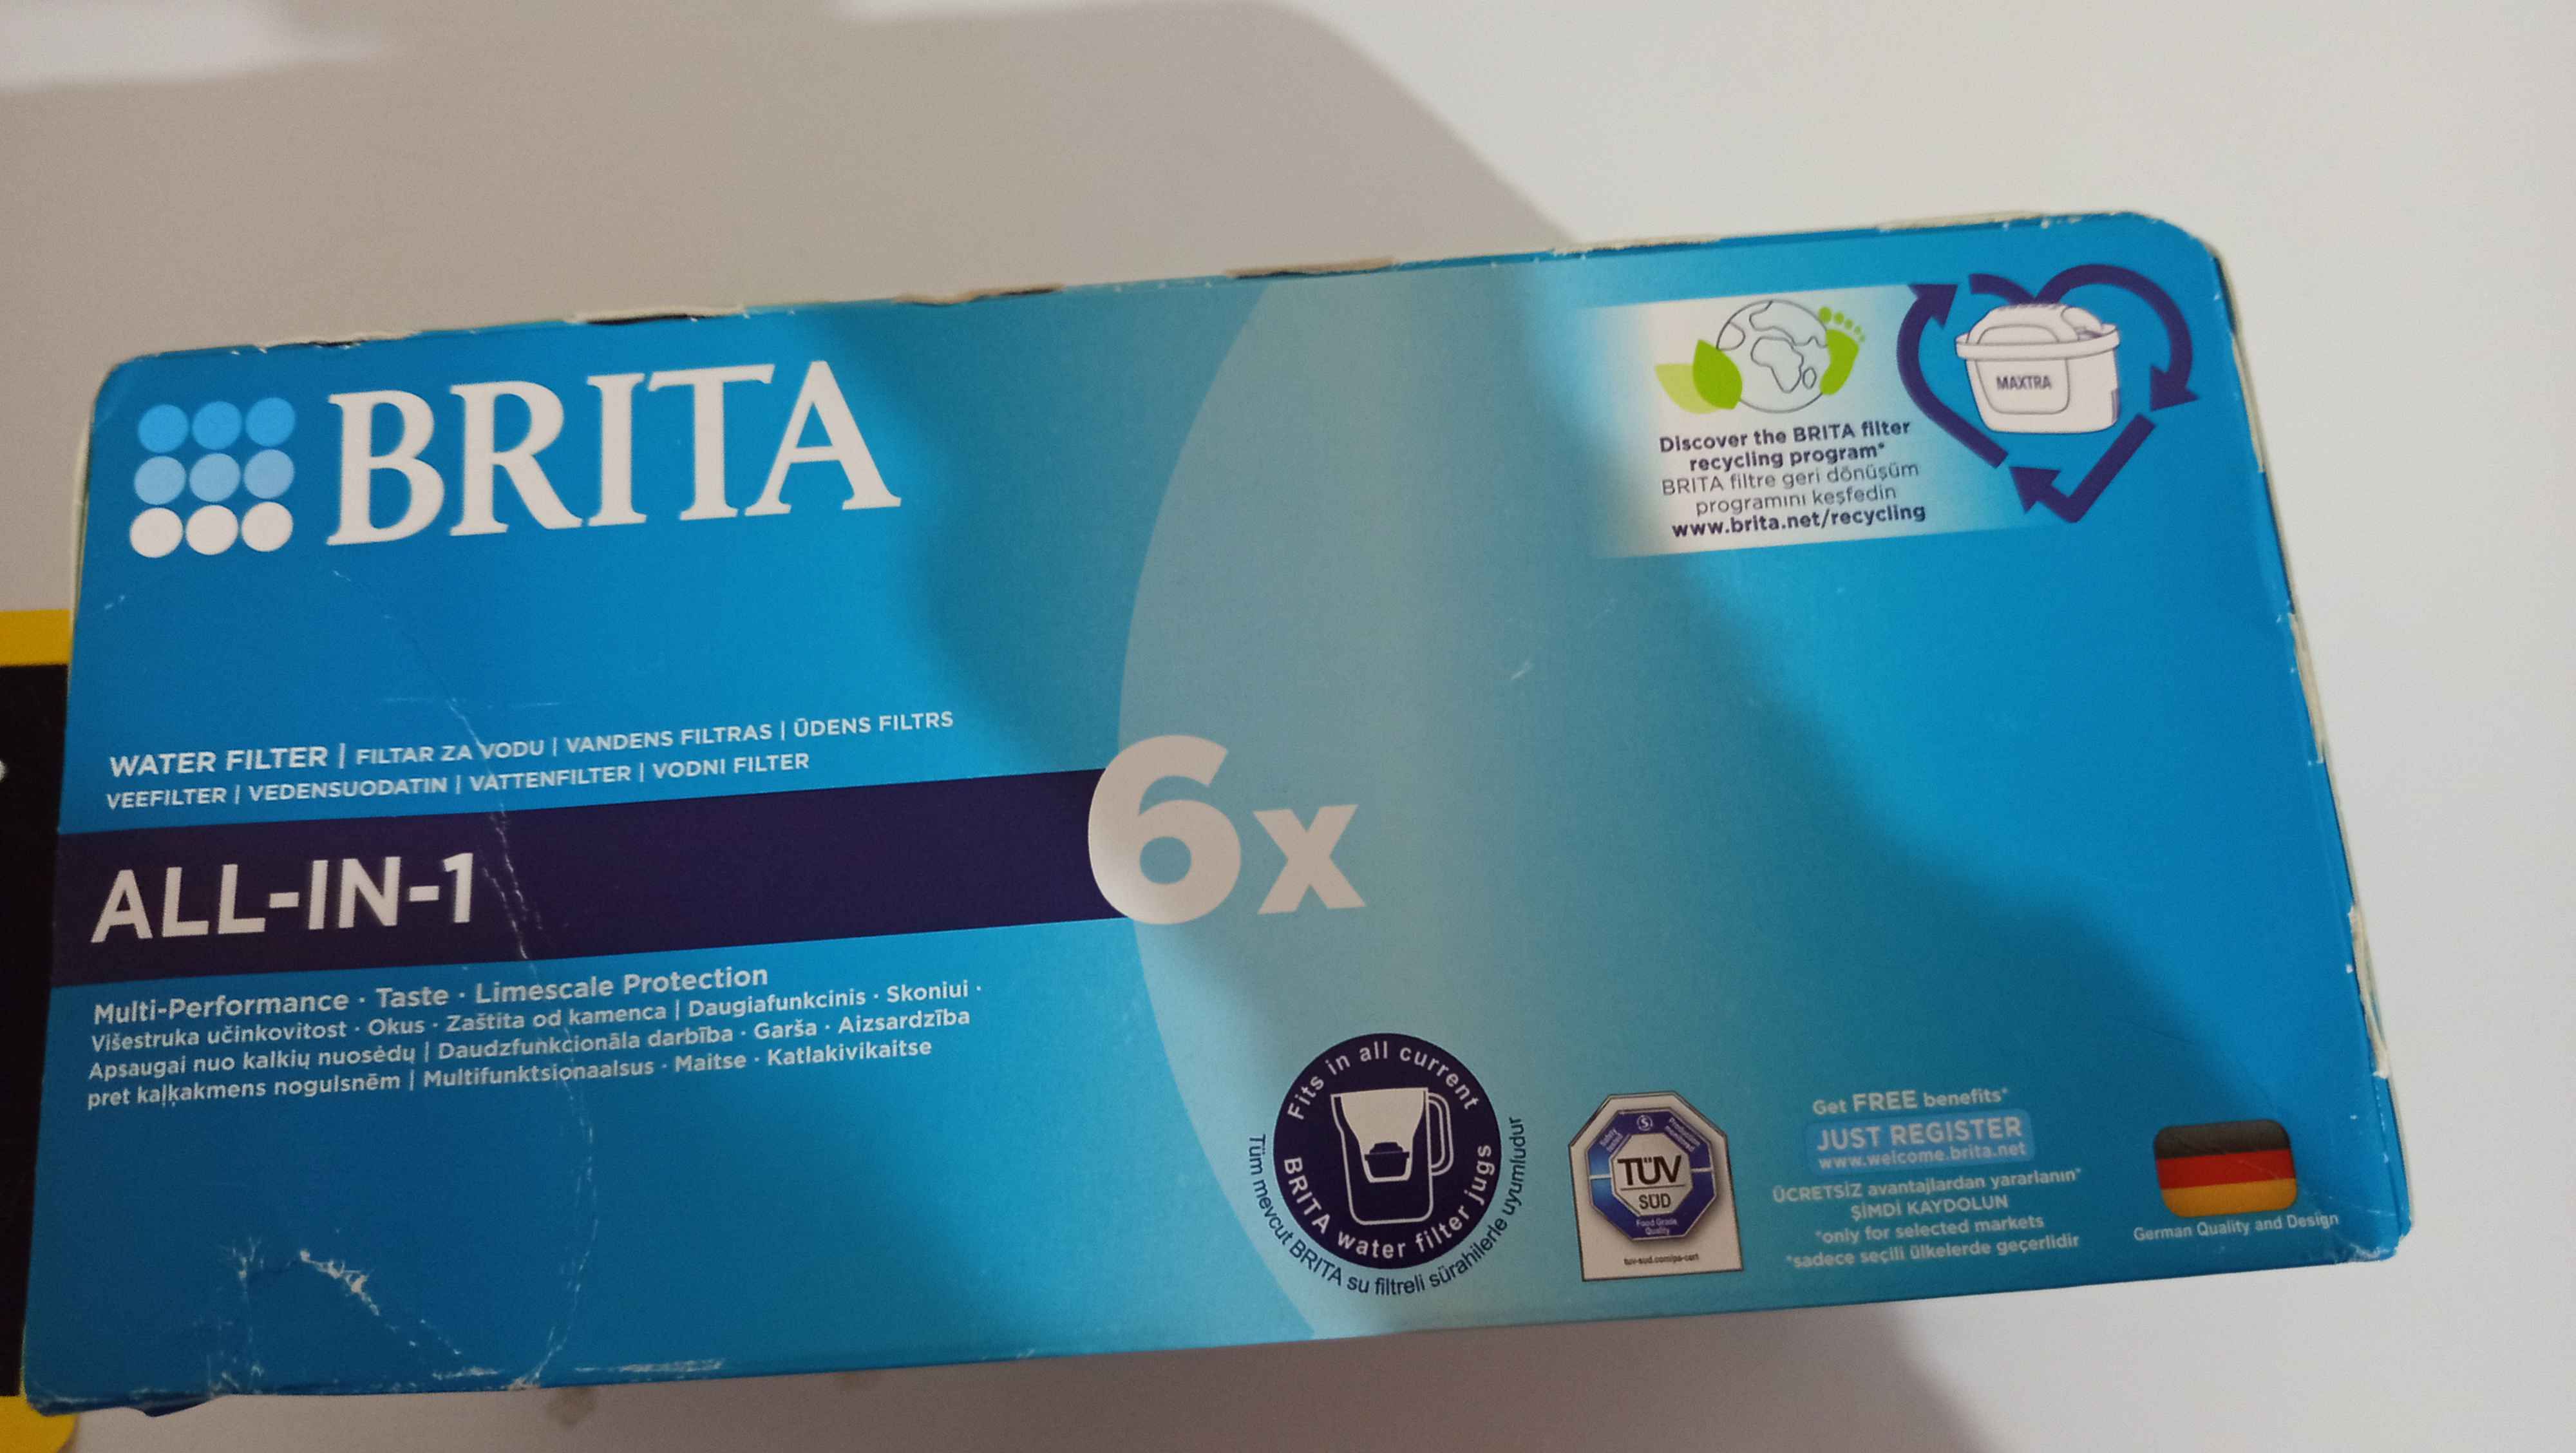 BRITA
Discover the BRITA filter
recycling program*
BRITA filtre geri dönüşüm
programını keşfedin
www.brita.net/recycling
MAXTRA
WATER FILTER | FILTAR ZA VODU | VANDENS FILTRAS | ŪDENS FILTRS
VEEFILTER | VEDENSUODATIN | VATTENFILTER | VODNI FILTER
ALL-IN-1
6x
Multi-Performance · Taste · Limescale Protection
Višestruka učinkovitost · Okus · Zaštita od kamenca | Daugiafunkcinis · Skoniui ·
Apsaugai nuo kalkių nuosėdų | Daudzfunkcionāla darbība · Garša · Aizsardzība
pret kaļķakmens nogulsnēm | Multifunktsionaalsus · Maitse · Katlakivikaitse
Fits in all current
BRITA water filter jugs
Tüm mevcut BRITA su filtreli sürahilerle uyumludur
TÜV
SÜD
Food Grade
Quality
Get FREE benefits*
JUST REGISTER
www.welcome.brita.net
ÜCRETSİZ avantajlardan yararlanın*
ŞİMDİ KAYDOLUN
*only for selected markets
*sadece seçili ülkelerde geçerlidir
German Quality and Design